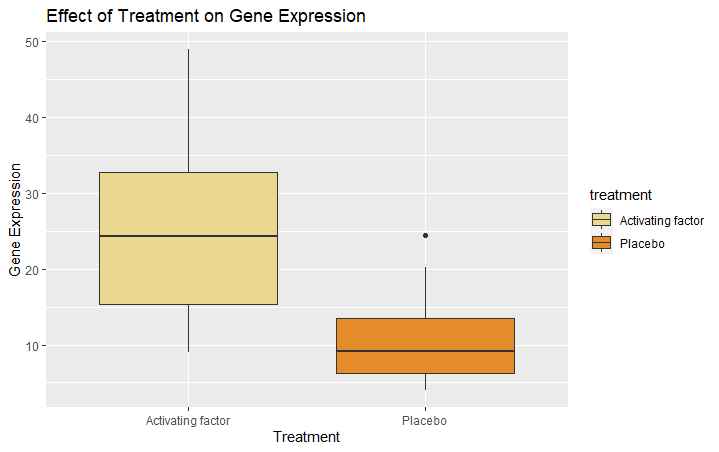 Effect of Treatment on Gene Expression
50
40
30
20
10
Gene Expression
Activating factor
Placebo
Treatment
treatment
Activating factor
Placebo